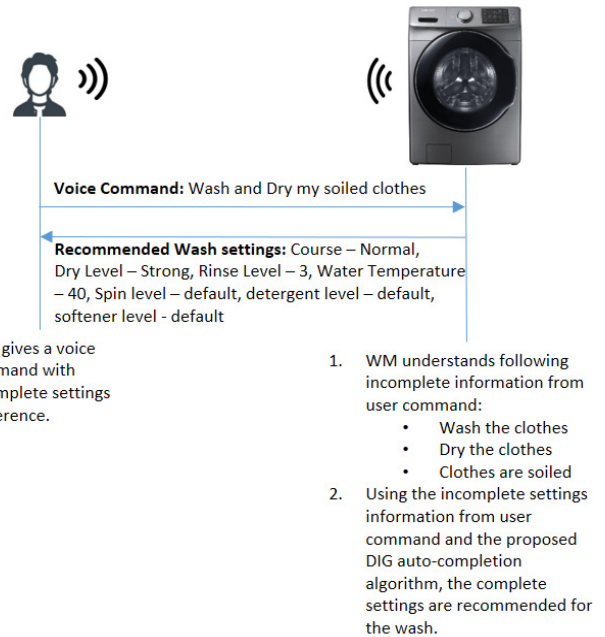 Voice Command: Wash and Dry my soiled clothes
Recommended Wash settings: Course – Normal,
Dry Level – Strong, Rinse Level – 3, Water Temperature
– 40, Spin level – default, detergent level – default,
softener level - default
gives a voice
mand with
mplete settings
erence.
1. WM understands following
incomplete information from
user command:
• Wash the clothes
• Dry the clothes
• Clothes are soiled
2. Using the incomplete settings
information from user
command and the proposed
DIG auto-completion
algorithm, the complete
settings are recommended for
the wash.